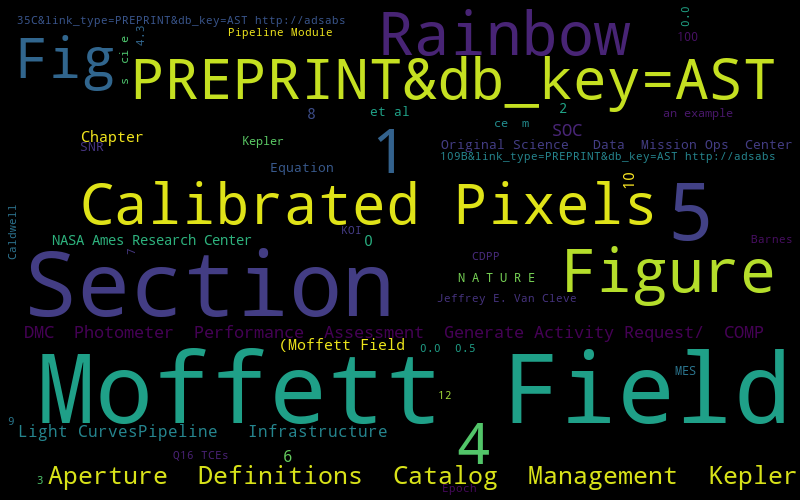 35C&link_type=PREPRINT&db_key=AST http://adsabs
Pipeline Module
Rainbow
0.0
100
4.3
Fig
s cie
PREPRINT&db_key=AST
8
et al
2
an example
ce m
SOC
Chapter
SNR
Kepler
1
Original Science Data Mission Ops Center
109B&link_type=PREPRINT&db_key=AST http://adsabs
Equation
10
Calibrated Pixels
5
Caldwell
KOI
NASA Ames Research Center
0
Barnes
7
Section
CDPP
Figure
NATURE
Jeffrey E. Van Cleve
DMC Photometer Performance Assessment Generate Activity Request/ COMP
(Moffett Field
0.0 0.5
Moffett Field
MES
12
9
Light CurvesPipeline Infrastructure
4
Q16 TCEs
6
3
Aperture Definitions Catalog Management Kepler
Epoch